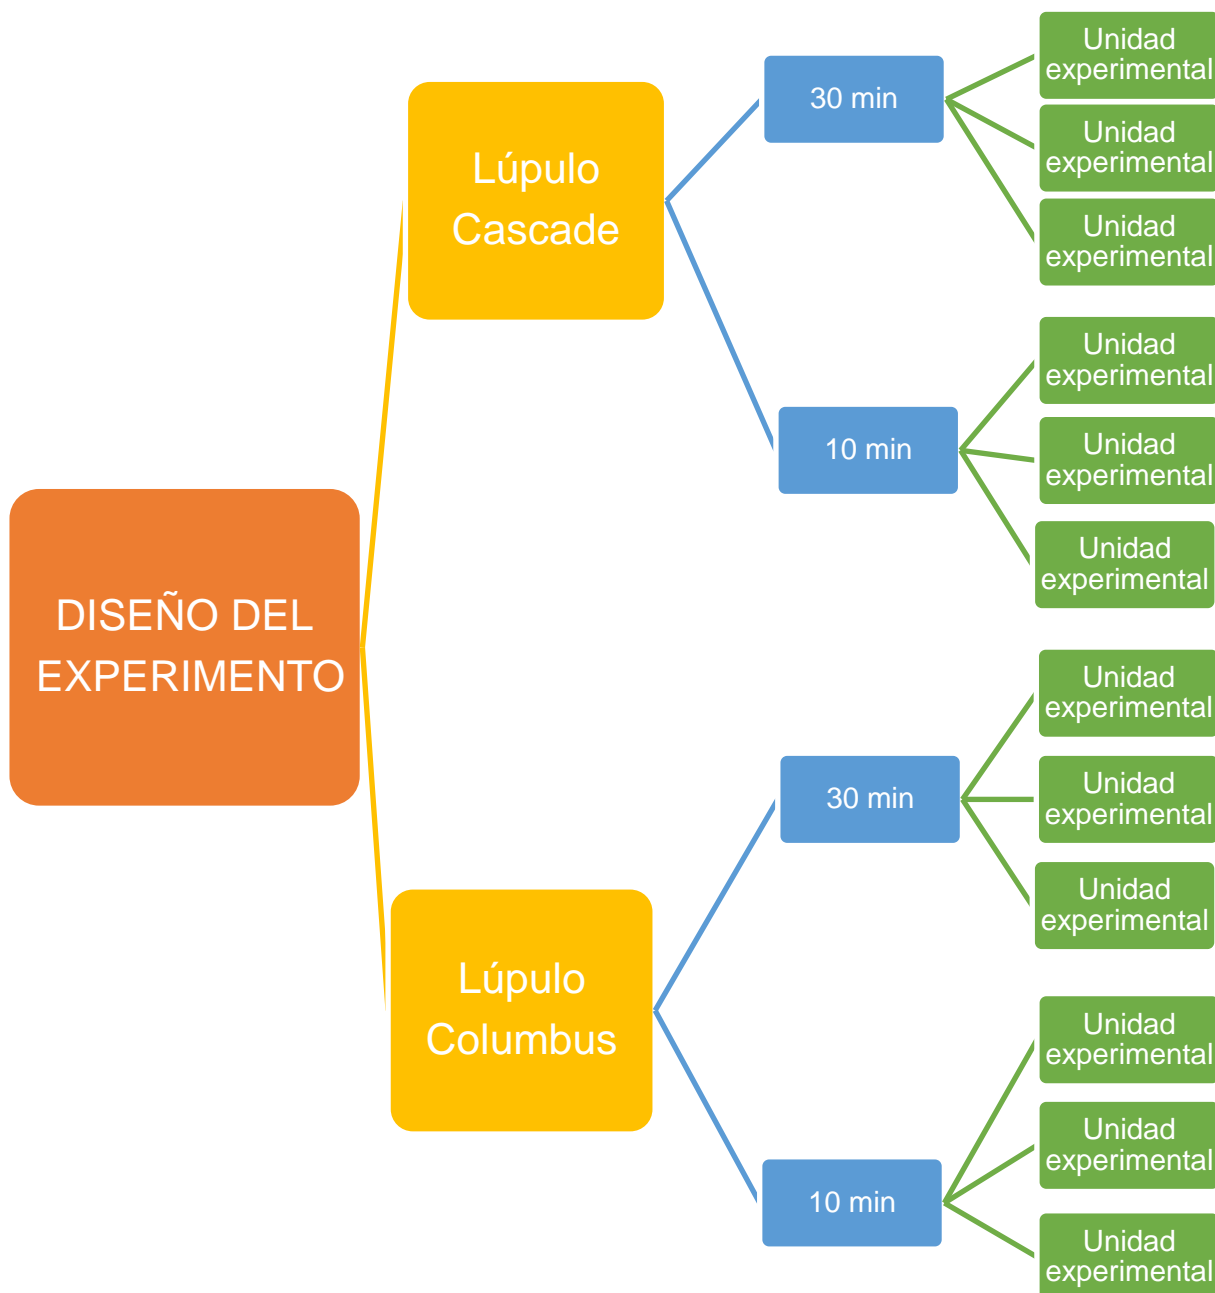 DISEÑO DEL
EXPERIMENTO
Lúpulo
Cascade
30 min
Unidad
experimental
Unidad
experimental
Unidad
experimental
10 min
Unidad
experimental
Unidad
experimental
Unidad
experimental
Lúpulo
Columbus
30 min
Unidad
experimental
Unidad
experimental
Unidad
experimental
10 min
Unidad
experimental
Unidad
experimental
Unidad
experimental